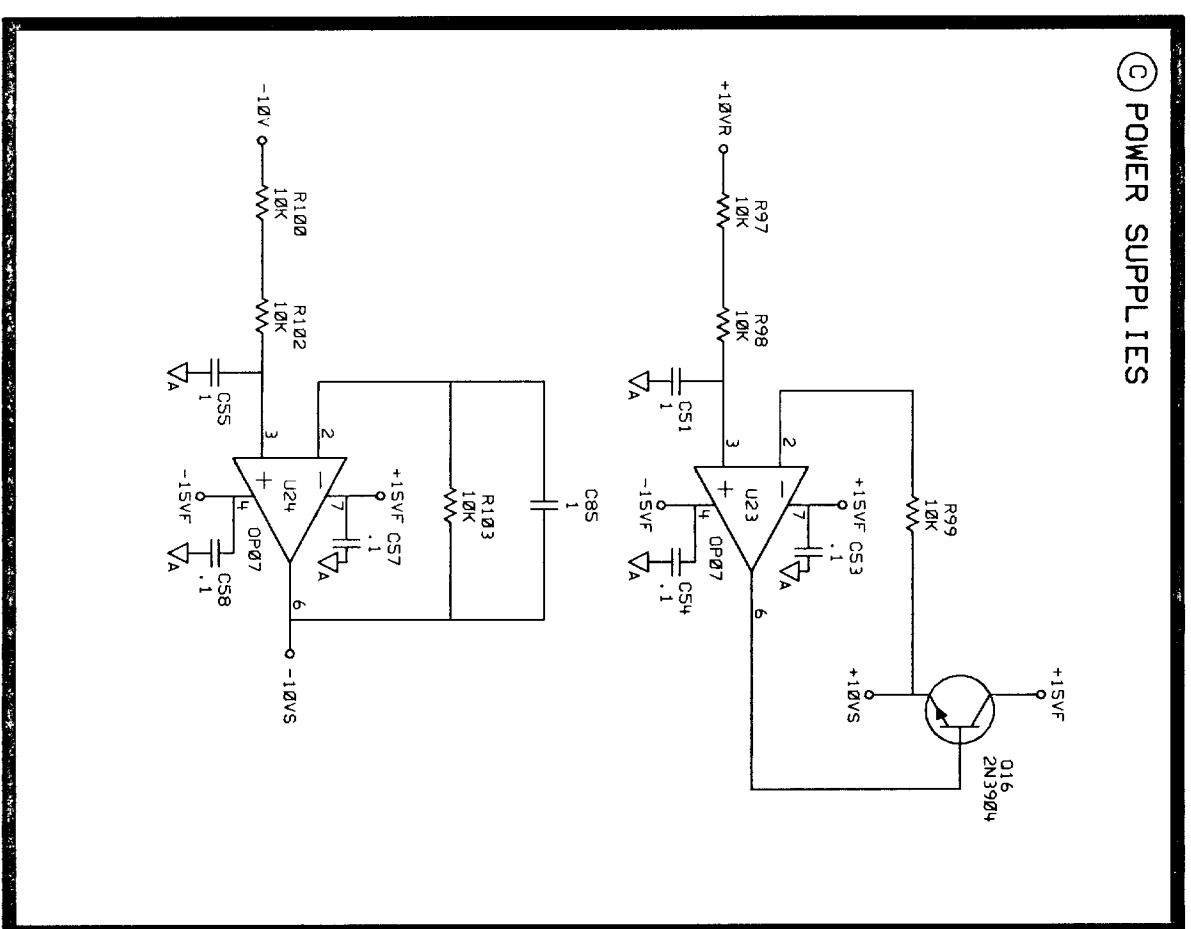 C POWER SUPPLIES
+15VF
Q16
2N3904
+10VS
R99
10K
+10VR
R97
10K
R98
10K
C51
1
2
3
+
-
U23
OP07
7
4
6
+15VF
C53
.1
-15VF
C54
.1
A
A
A
C85
1
R103
10K
-10V
R100
10K
R102
10K
C55
1
2
3
+
-
U24
OP07
7
4
6
+15VF
C57
.1
-15VF
C58
.1
A
A
A
-10VS